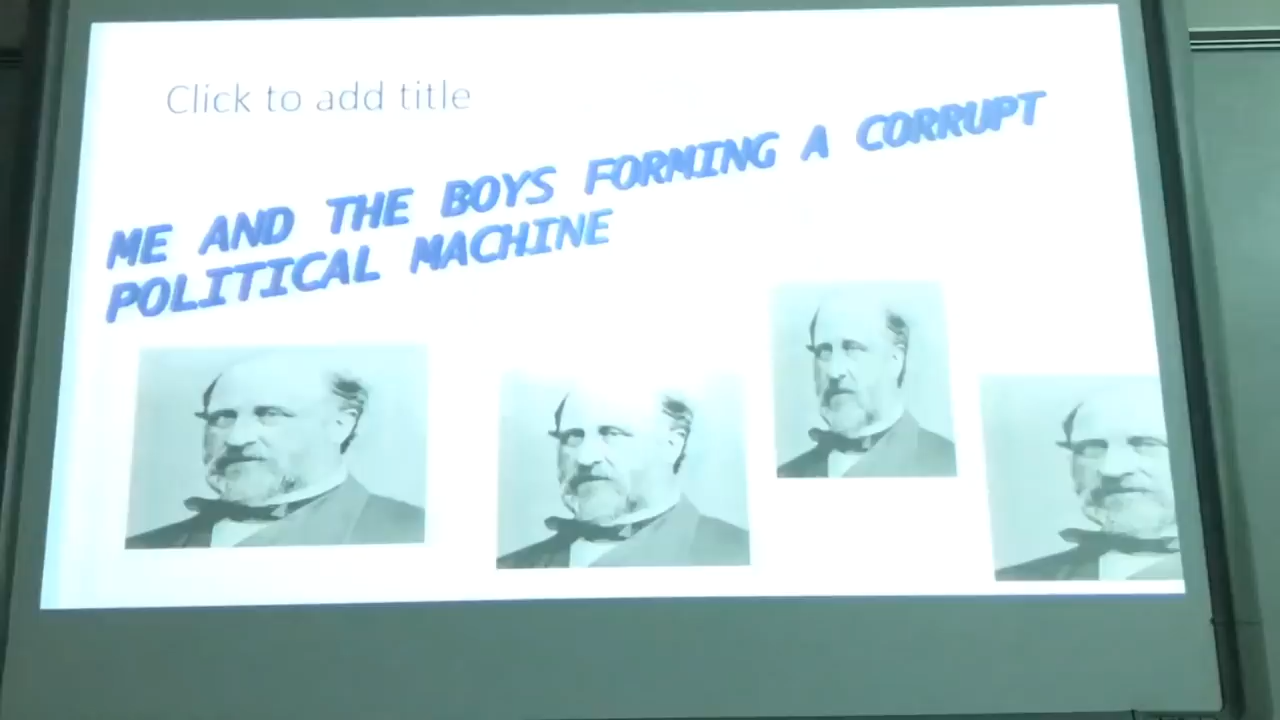 Click to add title
ME AND THE BOYS FORMING A CORRUPT
POLITICAL MACHINE